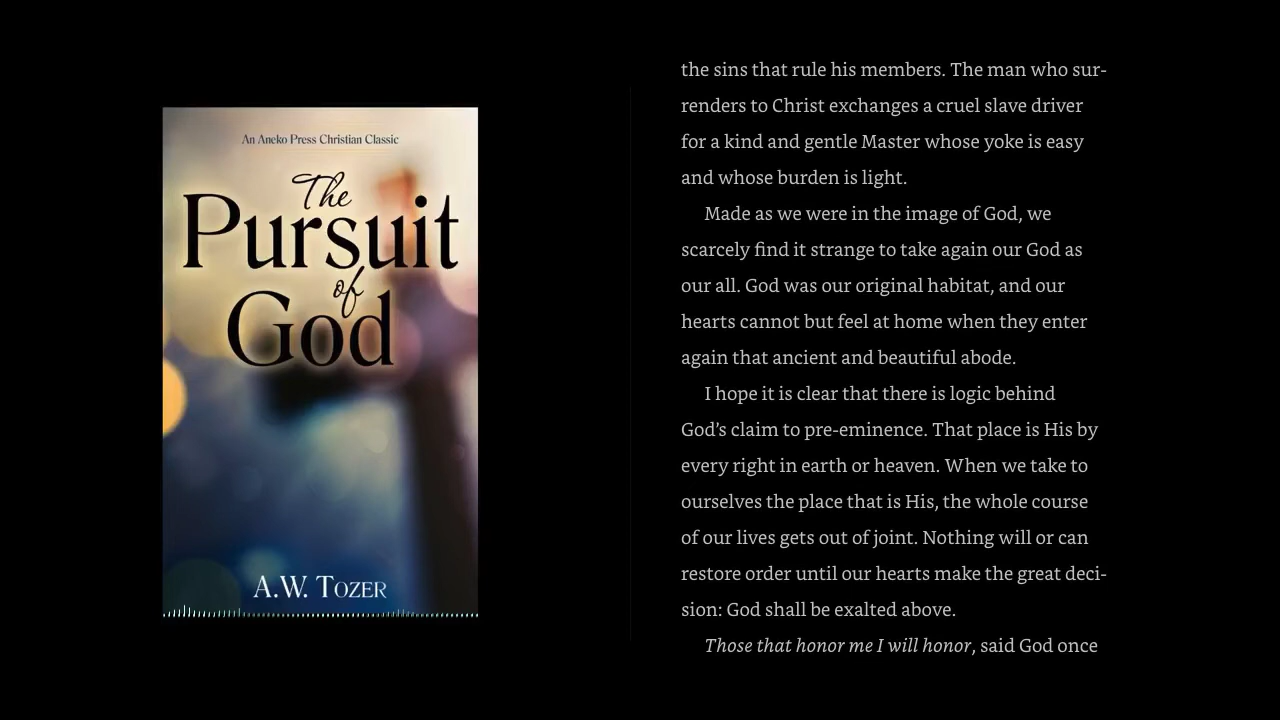 An Aneko Press Christian Classic
The
Pursuit
of
God
A.W. Tozer
the sins that rule his members. The man who sur-
renders to Christ exchanges a cruel slave driver
for a kind and gentle Master whose yoke is easy
and whose burden is light.
Made as we were in the image of God, we
scarcely find it strange to take again our God as
our all. God was our original habitat, and our
hearts cannot but feel at home when they enter
again that ancient and beautiful abode.
I hope it is clear that there is logic behind
God’s claim to pre-eminence. That place is His by
every right in earth or heaven. When we take to
ourselves the place that is His, the whole course
of our lives gets out of joint. Nothing will or can
restore order until our hearts make the great deci-
sion: God shall be exalted above.
Those that honor me I will honor, said God once